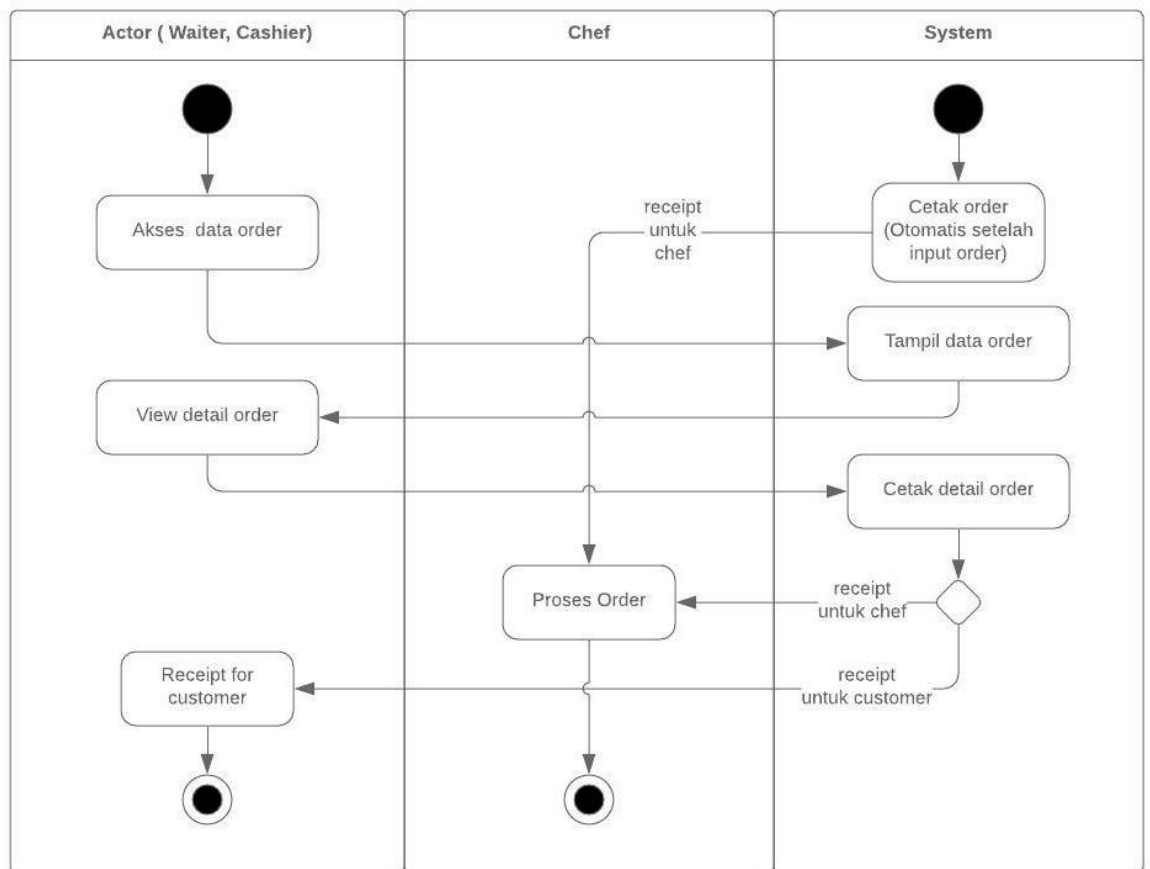 Actor ( Waiter, Cashier)
Chef
System
Akses data order
receipt
untuk
chef
Cetak order
(Otomatis setelah
input order)
Tampil data order
View detail order
Cetak detail order
Proses Order
receipt
untuk chef
Receipt for
customer
receipt
untuk customer